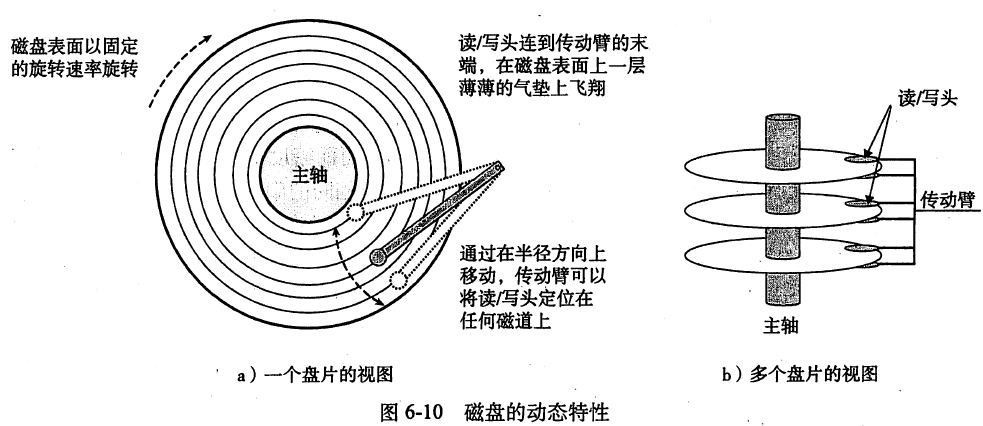 磁盘表面以固定
的旋转速率旋转
读/写头连到传动臂的末
端，在磁盘表面上一层
薄薄的气垫上飞翔
主轴
通过在半径方向上
移动，传动臂可以
将读/写头定位在
任何磁道上
a）一个盘片的视图
读/写头
传动臂
主轴
b）多个盘片的视图
图 6-10 磁盘的动态特性